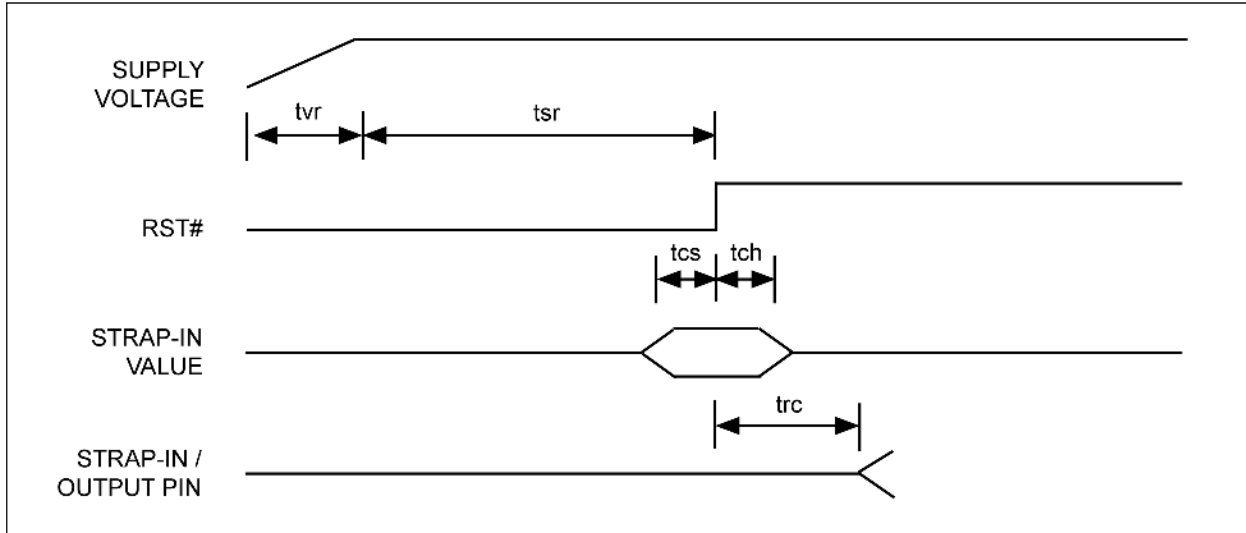 SUPPLY
VOLTAGE
tvr
tsr
RST#
tcs
tch
STRAP-IN
VALUE
trc
STRAP-IN /
OUTPUT PIN